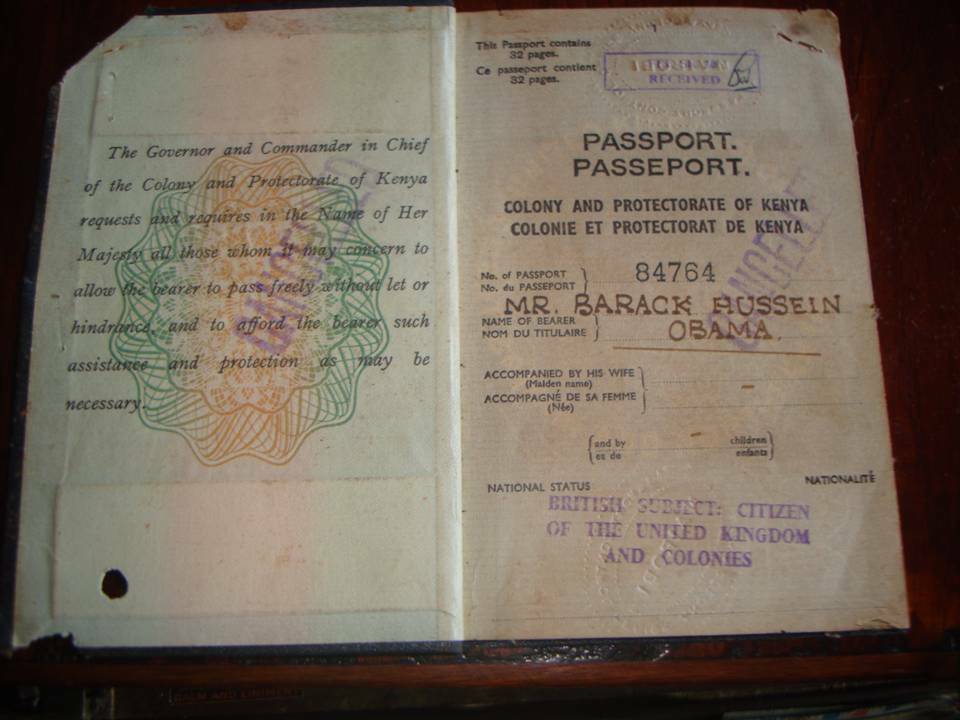 The Governor and Commander in Chief
of the Colony and Protectorate of Kenya
requests and requires in the Name of Her
Majesty all those whom it may concern to
allow the bearer to pass freely without let or
hindrance, and to afford the bearer such
assistance and protection as may be
necessary.
CANCELLED
This Passport contains
32 pages.
Ce passeport contient
32 pages.
RECEIVED
PASSPORT.
PASSEPORT.
COLONY AND PROTECTORATE OF KENYA
COLONIE ET PROTECTORAT DE KENYA
CANCELLED
No. of PASSPORT
No. du PASSEPORT
84764
MR. BARACK HUSSEIN
OBAMA.
NAME OF BEARER
NOM DU TITULAIRE
ACCOMPANIED BY HIS WIFE
(Maiden name)
ACCOMPAGNÉ DE SA FEMME
(Née)
–
and by – children
et de enfants
NATIONAL STATUS NATIONALITÉ
BRITISH SUBJECT: CITIZEN
OF THE UNITED KINGDOM
AND COLONIES